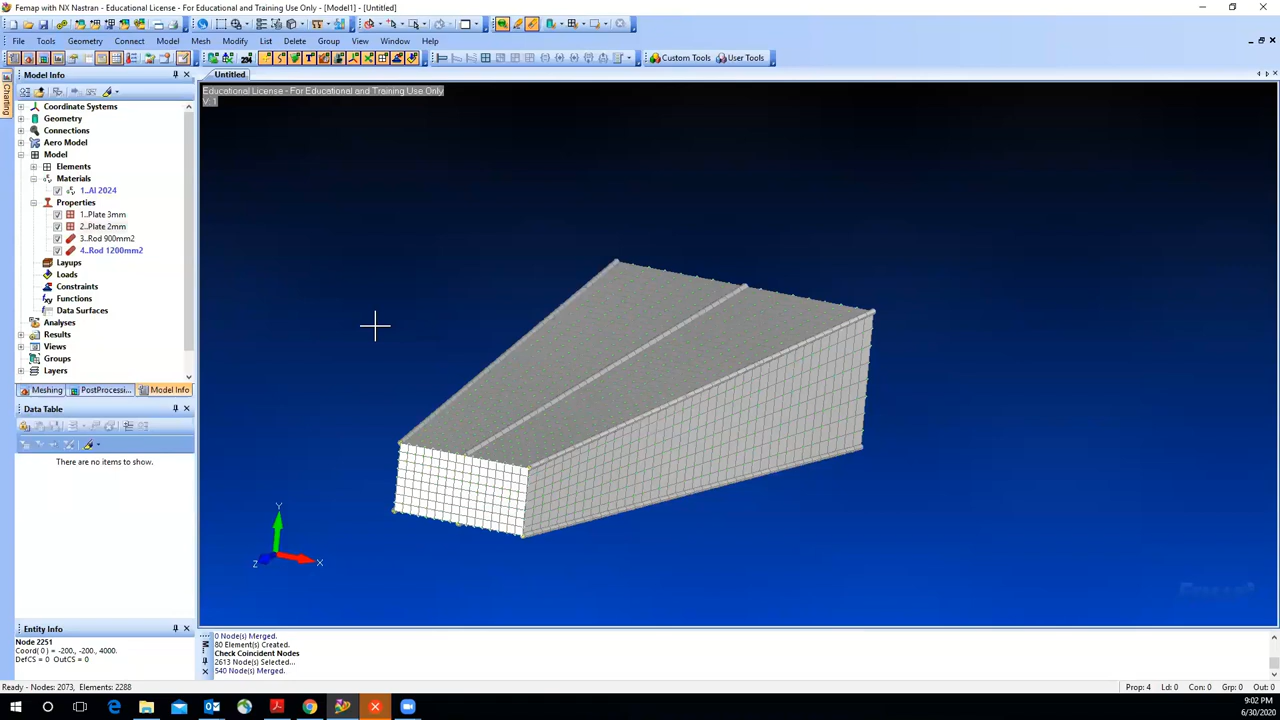 Femap with NX Nastran - Educational License - For Educational and Training Use Only - [Model1] - [Untitled]
File Tools Geometry Connect Model Mesh Modify List Delete Group View Window Help
Custom Tools User Tools
Model Info
Untitled
Charting
Educational License - For Educational and Training Use Only
V: 1
Coordinate Systems
Geometry
Connections
Aero Model
Model
Elements
Materials
1..Al 2024
Properties
1..Plate 3mm
2..Plate 2mm
3..Rod 900mm2
4..Rod 1200mm2
Layups
Loads
Constraints
Functions
Data Surfaces
Analyses
Results
Views
Groups
Layers
Meshing PostProcessi... Model Info
Data Table
There are no items to show.
Y
Z X
FEMAP
Entity Info
Node 2251
Coord( 0 ) = -200., -200., 4000.
DefCS = 0 OutCS = 0
0 Node(s) Merged.
80 Element(s) Created.
Check Coincident Nodes
2613 Node(s) Selected...
540 Node(s) Merged.
Ready - Nodes: 2073, Elements: 2288
Prop: 4 Ld: 0 Con: 0 Grp: 0 Out: 0
9:02 PM
6/30/2020